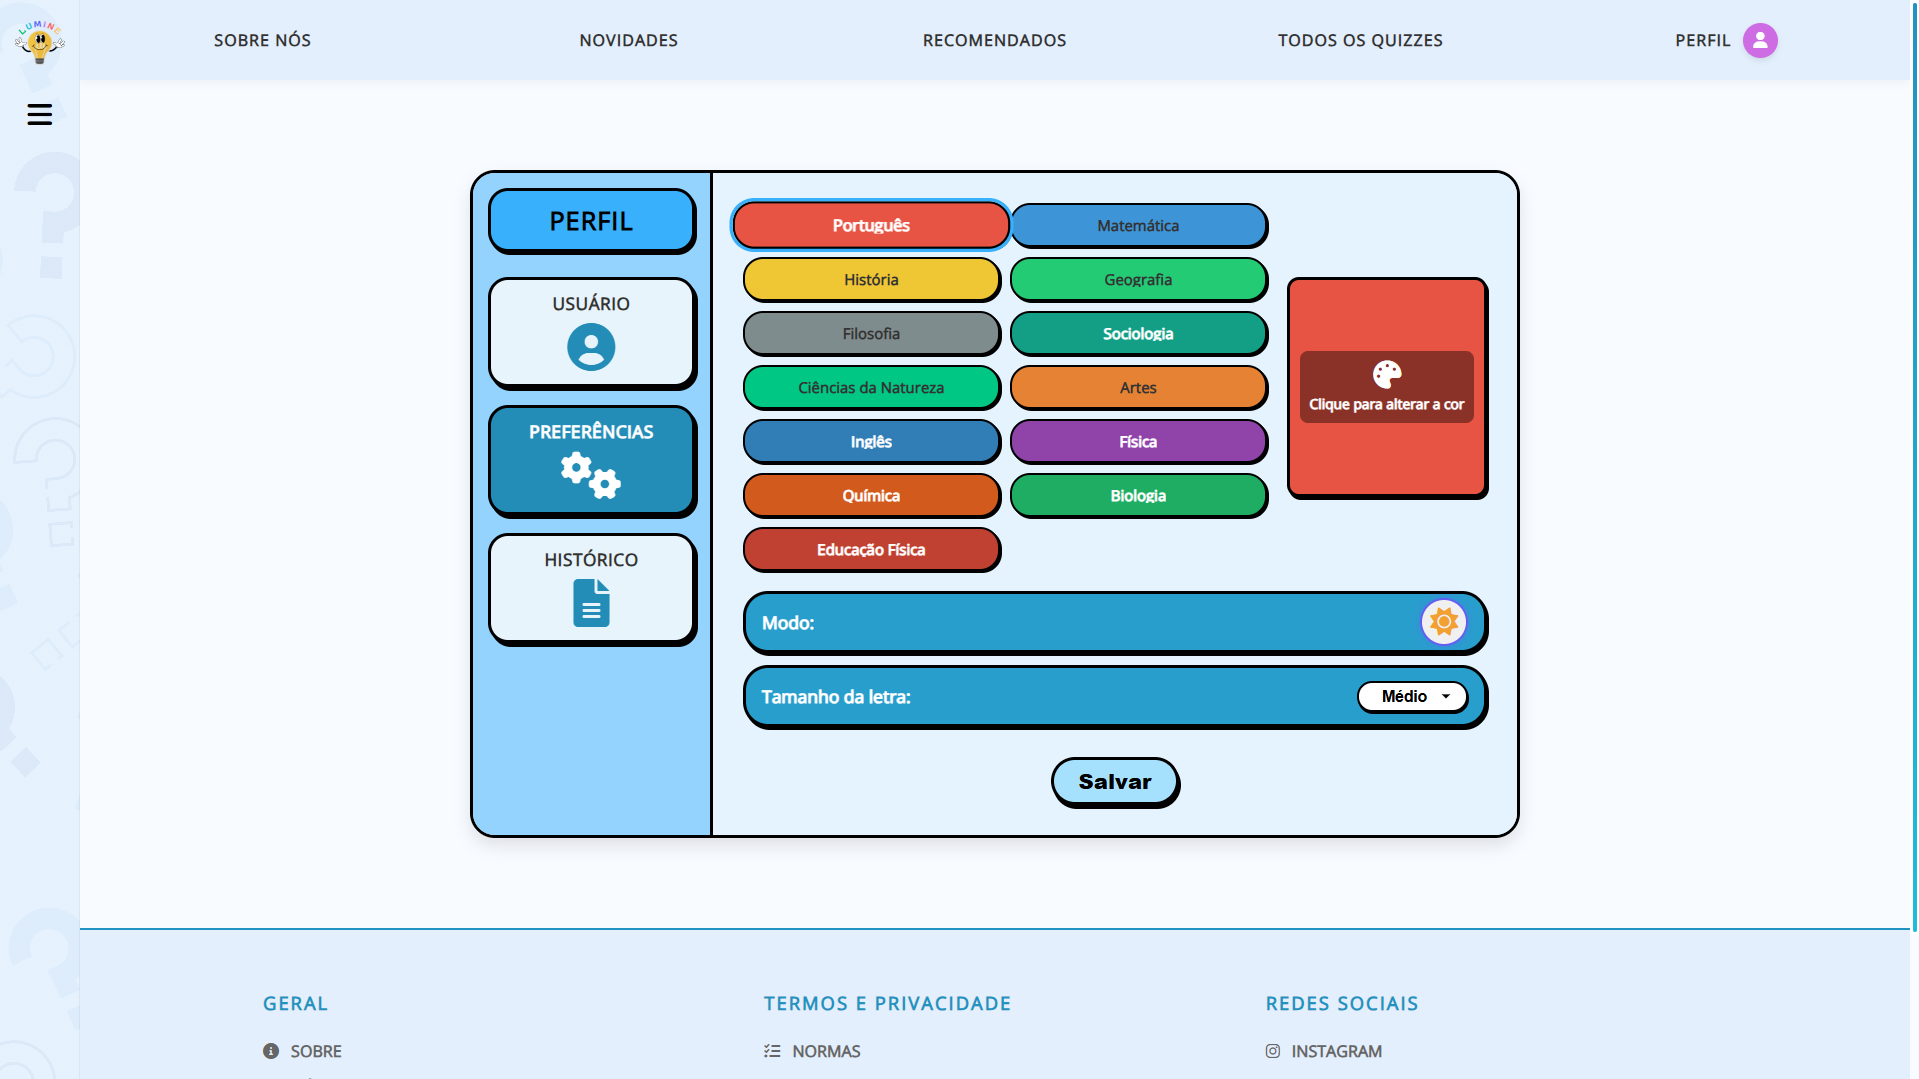 LUMINE
SOBRE NÓS
NOVIDADES
RECOMENDADOS
TODOS OS QUIZZES
PERFIL
PERFIL
USUÁRIO
PREFERÊNCIAS
HISTÓRICO
Português
Matemática
História
Geografia
Filosofia
Sociologia
Ciências da Natureza
Artes
Inglês
Física
Química
Biologia
Educação Física
Clique para alterar a cor
Modo:
Tamanho da letra:
Médio
Salvar
GERAL
TERMOS E PRIVACIDADE
REDES SOCIAIS
SOBRE
NORMAS
INSTAGRAM